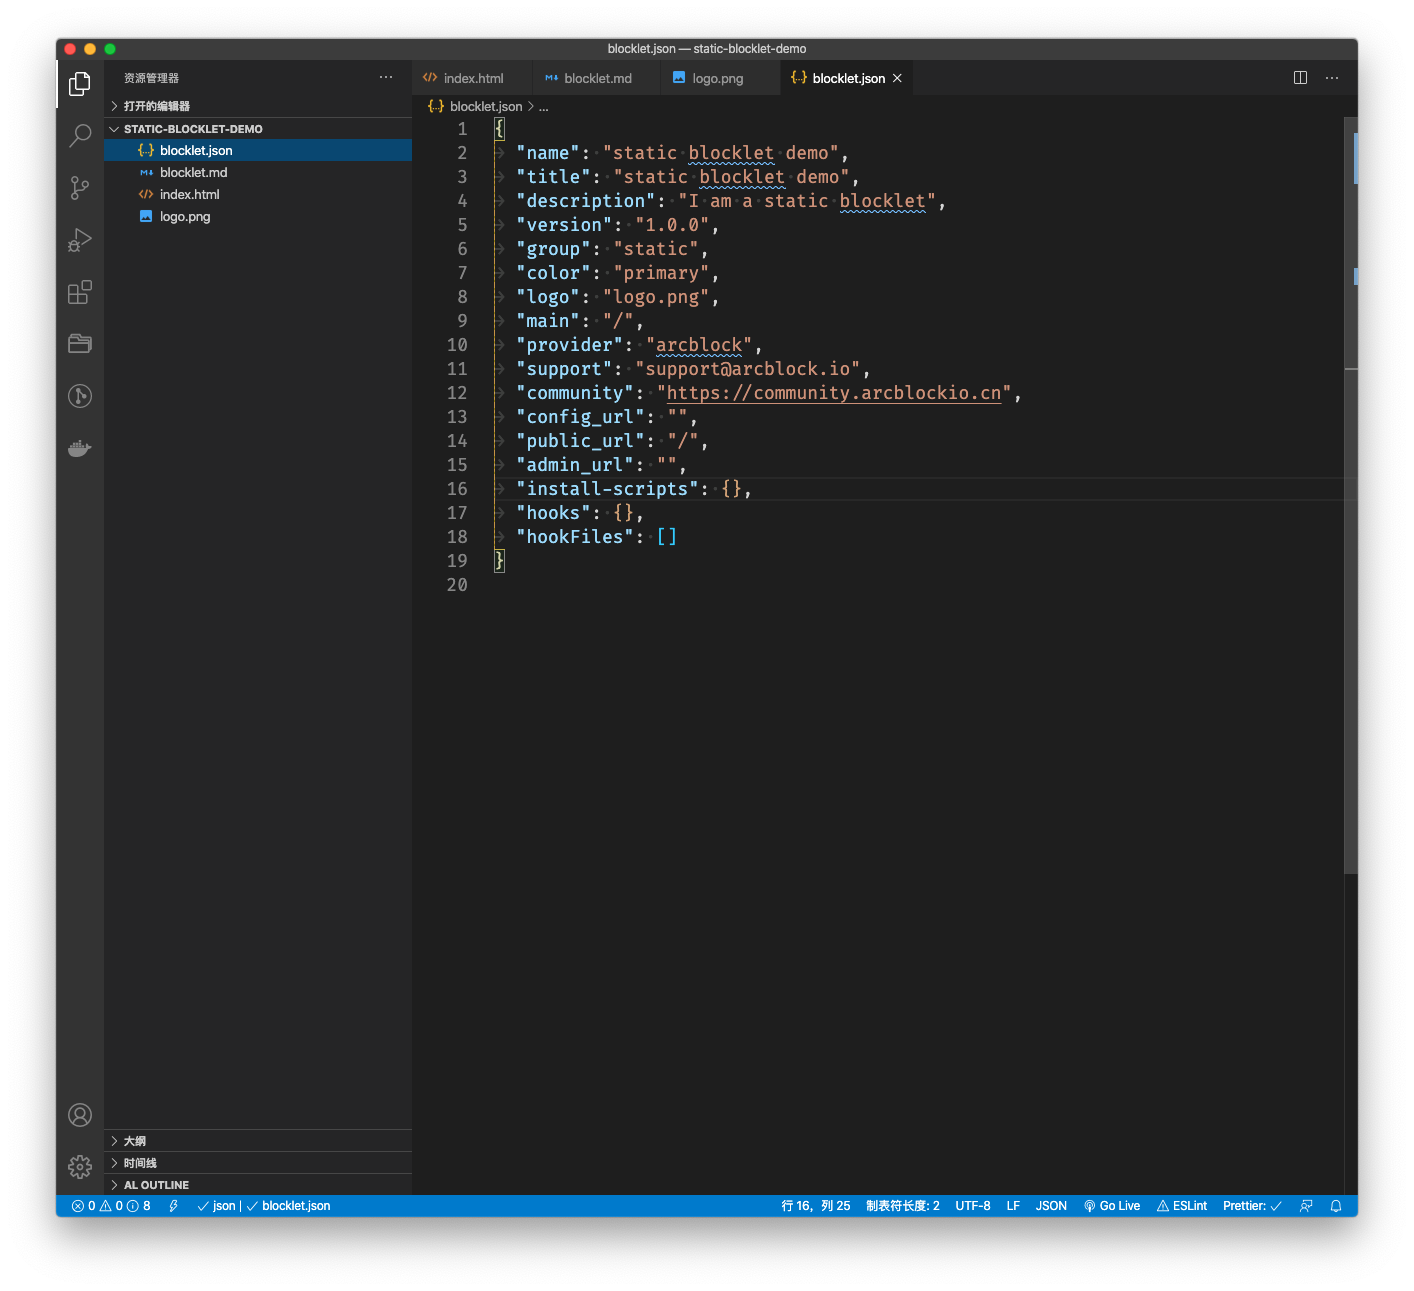 blocklet.json — static-blocklet-demo
资源管理器
打开的编辑器
STATIC-BLOCKLET-DEMO
blocklet.json
blocklet.md
index.html
logo.png
大纲
时间线
AL OUTLINE
index.html
blocklet.md
logo.png
blocklet.json
blocklet.json > ...
1 {
2 "name": "static blocklet demo",
3 "title": "static blocklet demo",
4 "description": "I am a static blocklet",
5 "version": "1.0.0",
6 "group": "static",
7 "color": "primary",
8 "logo": "logo.png",
9 "main": "/",
10 "provider": "arcblock",
11 "support": "support@arcblock.io",
12 "community": "https://community.arcblockio.cn",
13 "config_url": "",
14 "public_url": "/",
15 "admin_url": "",
16 "install-scripts": {},
17 "hooks": {},
18 "hookFiles": []
19 }
20
0 0 8 json | blocklet.json 行 16，列 25 制表符长度: 2 UTF-8 LF JSON Go Live ESLint Prettier: ✓